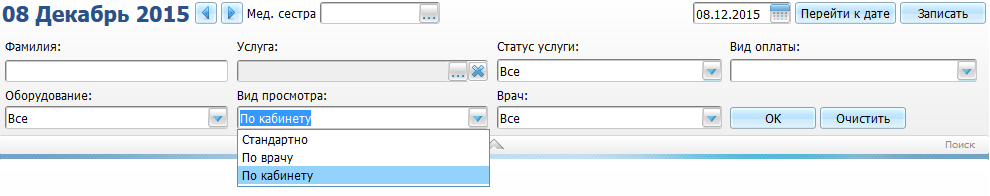 08 Декабрь 2015 Мед. сестра ... 08.12.2015 Перейти к дате Записать
Фамилия: Услуга: Статус услуги: Вид оплаты:
... Все
Оборудование: Вид просмотра: Врач:
Все По кабинету Все OK Очистить
Стандартно
По врачу
По кабинету
Поиск